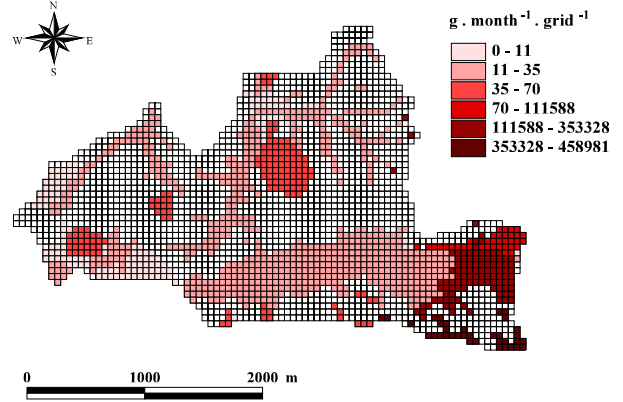 N
W E
S
g . month⁻¹ . grid⁻¹
0 - 11
11 - 35
35 - 70
70 - 111588
111588 - 353328
353328 - 458981
0 1000 2000 m